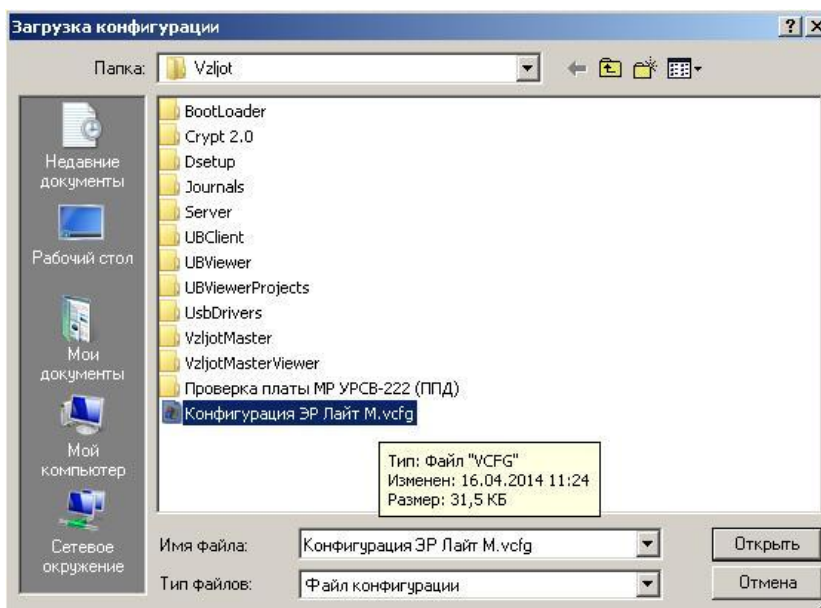 Загрузка конфигурации
Папка:
Vzljot
Недавние
документы
Рабочий стол
Мои
документы
Мой
компьютер
Сетевое
окружение
BootLoader
Crypt 2.0
Dsetup
Journals
Server
UBClient
UBViewer
UBViewerProjects
UsbDrivers
VzljotMaster
VzljotMasterViewer
Проверка платы МР УРСВ-222 (ППД)
Конфигурация ЭР Лайт М.vcfg
Тип: Файл "VCFG"
Изменен: 16.04.2014 11:24
Размер: 31,5 КБ
Имя файла:
Конфигурация ЭР Лайт М.vcfg
Открыть
Тип файлов:
Файл конфигурации
Отмена